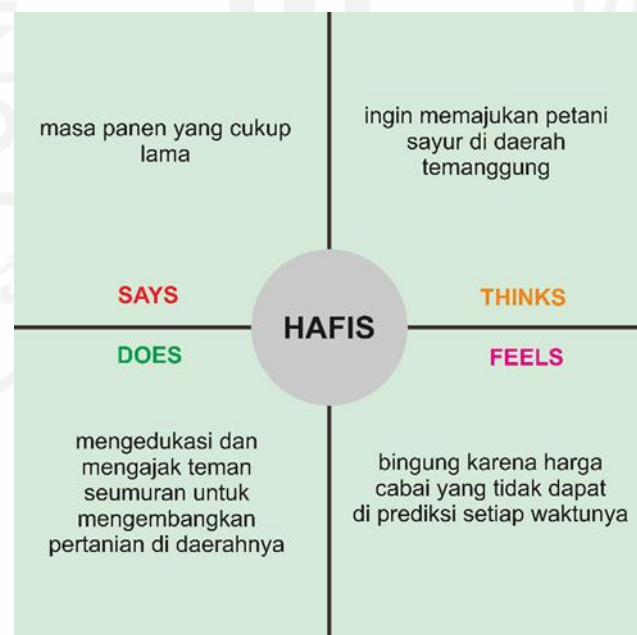 masa panen yang cukup
lama
SAYS
ingin memajukan petani
sayur di daerah
temanggung
THINKS
HAFIS
DOES
mengedukasi dan
mengajak teman
seumuran untuk
mengembangkan
pertanian di daerahnya
FEELS
bingung karena harga
cabai yang tidak dapat
di prediksi setiap waktunya